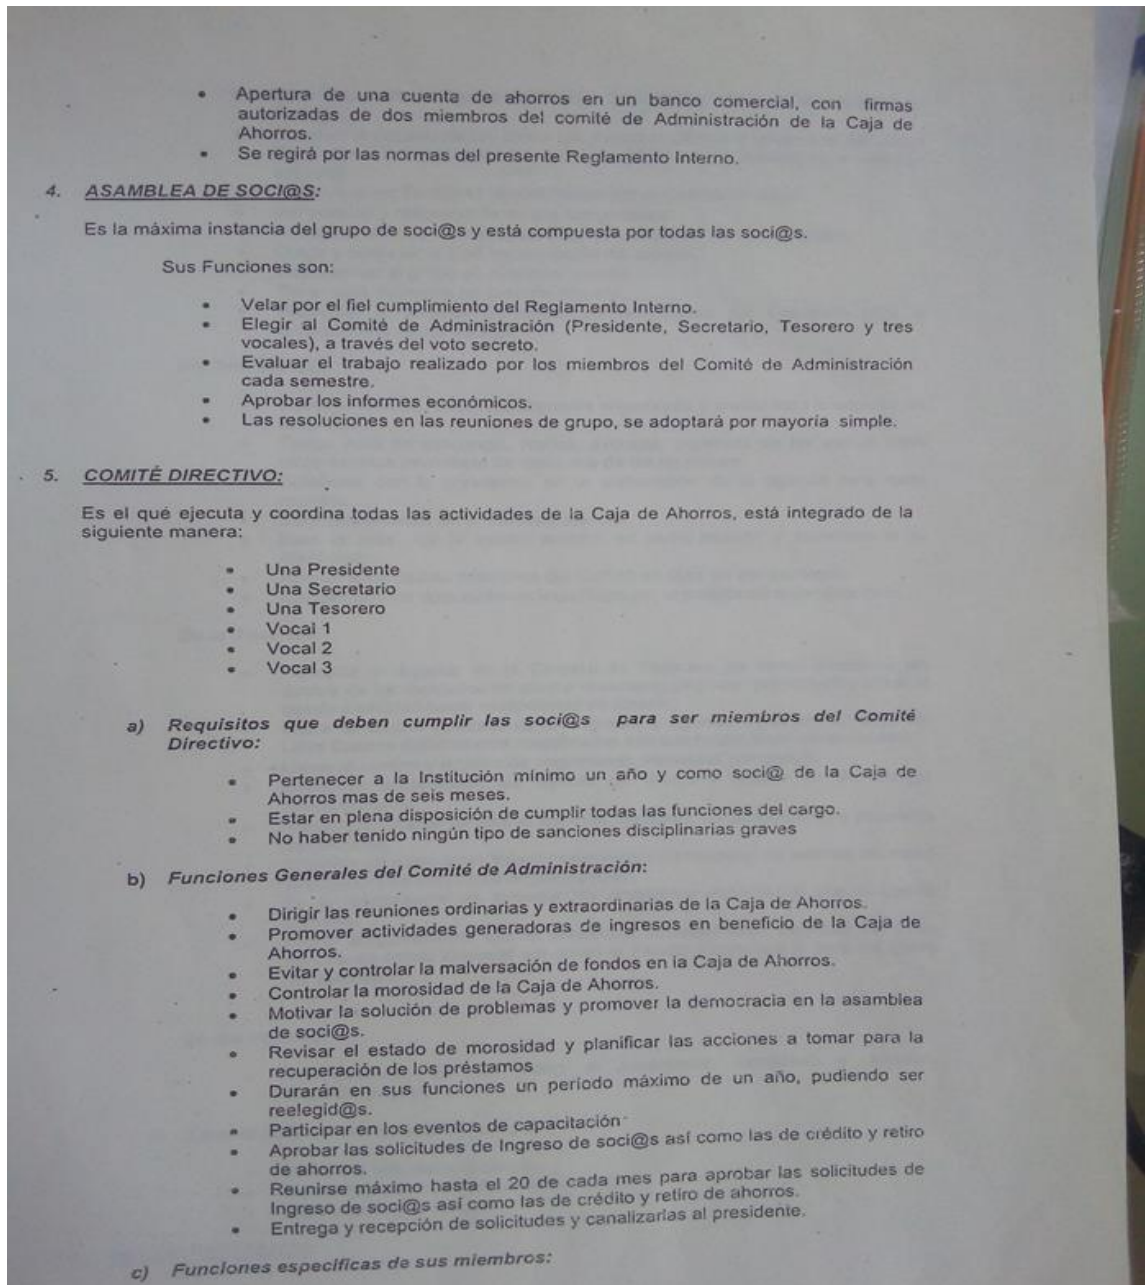 • Apertura de una cuenta de ahorros en un banco comercial, con firmas
autorizadas de dos miembros del comité de Administración de la Caja de
Ahorros.
• Se regirá por las normas del presente Reglamento Interno.
4. ASAMBLEA DE SOCI@S:
Es la máxima instancia del grupo de soci@s y está compuesta por todas las soci@s.
Sus Funciones son:
• Velar por el fiel cumplimiento del Reglamento Interno.
• Elegir al Comité de Administración (Presidente, Secretario, Tesorero y tres
vocales), a través del voto secreto.
• Evaluar el trabajo realizado por los miembros del Comité de Administración
cada semestre.
• Aprobar los informes económicos.
• Las resoluciones en las reuniones de grupo, se adoptará por mayoría simple.
5. COMITÉ DIRECTIVO:
Es el qué ejecuta y coordina todas las actividades de la Caja de Ahorros, está integrado de la
siguiente manera:
• Una Presidente
• Una Secretario
• Una Tesorero
• Vocal 1
• Vocal 2
• Vocal 3
a) Requisitos que deben cumplir las soci@s para ser miembros del Comité
Directivo:
• Pertenecer a la Institución mínimo un año y como soci@ de la Caja de
Ahorros mas de seis meses.
• Estar en plena disposición de cumplir todas las funciones del cargo.
• No haber tenido ningún tipo de sanciones disciplinarias graves
b) Funciones Generales del Comité de Administración:
• Dirigir las reuniones ordinarias y extraordinarias de la Caja de Ahorros.
• Promover actividades generadoras de ingresos en beneficio de la Caja de
Ahorros.
• Evitar y controlar la malversación de fondos en la Caja de Ahorros.
• Controlar la morosidad de la Caja de Ahorros.
• Motivar la solución de problemas y promover la democracia en la asamblea
de soci@s.
• Revisar el estado de morosidad y planificar las acciones a tomar para la
recuperación de los préstamos
• Durarán en sus funciones un período máximo de un año, pudiendo ser
reelegid@s.
• Participar en los eventos de capacitación
• Aprobar las solicitudes de Ingreso de soci@s así como las de crédito y retiro
de ahorros.
• Reunirse máximo hasta el 20 de cada mes para aprobar las solicitudes de
Ingreso de soci@s así como las de crédito y retiro de ahorros.
• Entrega y recepción de solicitudes y canalizarlas al presidente.
c) Funciones específicas de sus miembros: